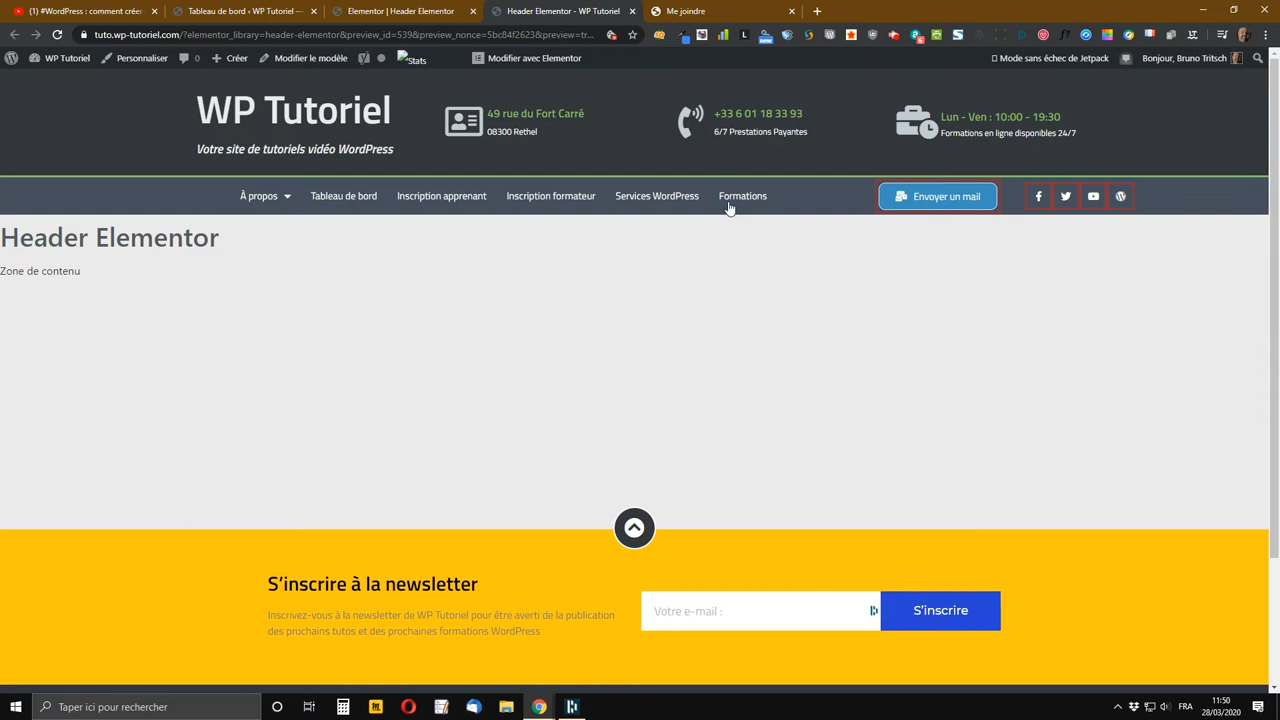 (1) #WordPress : comment créer
Tableau de bord ‹ WP Tutoriel —
Elementor | Header Elementor
Header Elementor - WP Tutoriel
Me joindre
tuto.wp-tutoriel.com/?elementor_library=header-elementor&preview_id=539&preview_nonce=5bc84f2623&preview=tr...
WP Tutoriel
Personnaliser
0
Créer
Modifier le modèle
Stats
Modifier avec Elementor
Mode sans échec de Jetpack
Bonjour, Bruno Tritsch
WP Tutoriel
Votre site de tutoriels vidéo WordPress
49 rue du Fort Carré
08300 Rethel
+33 6 01 18 33 93
6/7 Prestations Payantes
Lun - Ven : 10:00 - 19:30
Formations en ligne disponibles 24/7
À propos
Tableau de bord
Inscription apprenant
Inscription formateur
Services WordPress
Formations
Envoyer un mail
Header Elementor
Zone de contenu
S'inscrire à la newsletter
Inscrivez-vous à la newsletter de WP Tutoriel pour être averti de la publication
des prochains tutos et des prochaines formations WordPress
Votre e-mail :
S'inscrire
Taper ici pour rechercher
FRA
11:50
28/03/2020